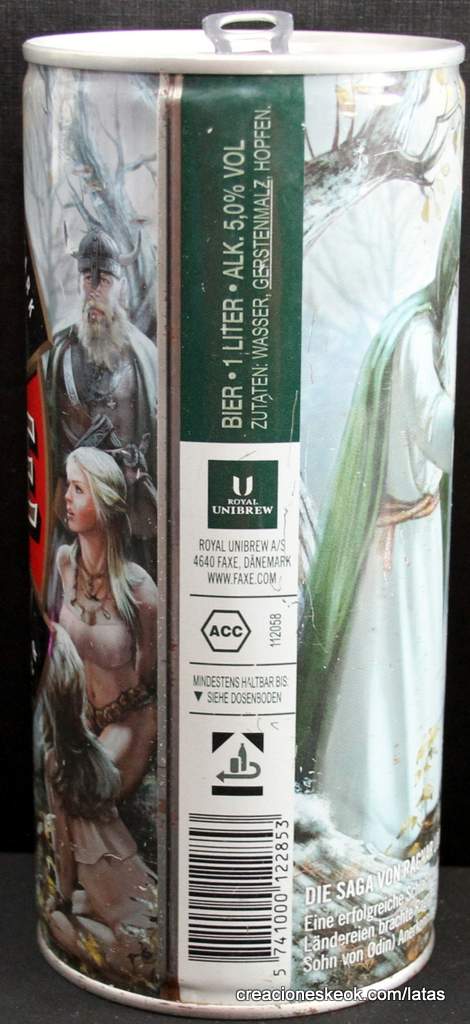 BIER • 1 LITER • ALK. 5,0% VOL
ZUTATEN: WASSER, GERSTENMALZ, HOPFEN.
U
ROYAL
UNIBREW
ROYAL UNIBREW A/S
4640 FAXE, DÄNEMARK
WWW.FAXE.COM
ACC
112058
MINDESTENS HALTBAR BIS:
▼ SIEHE DOSENBODEN
5 741000 122853
DIE SAGA VON
Eine erfolgreiche
Ländereien brachte
Sohn von Odin)
creacioneskeok.com/latas